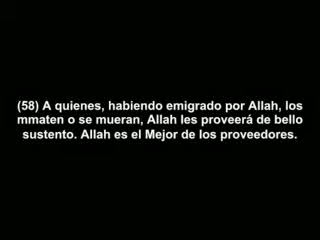 (58) A quienes, habiendo emigrado por Allah, los
mmaten o se mueran, Allah les proveerá de bello
sustento. Allah es el Mejor de los proveedores.